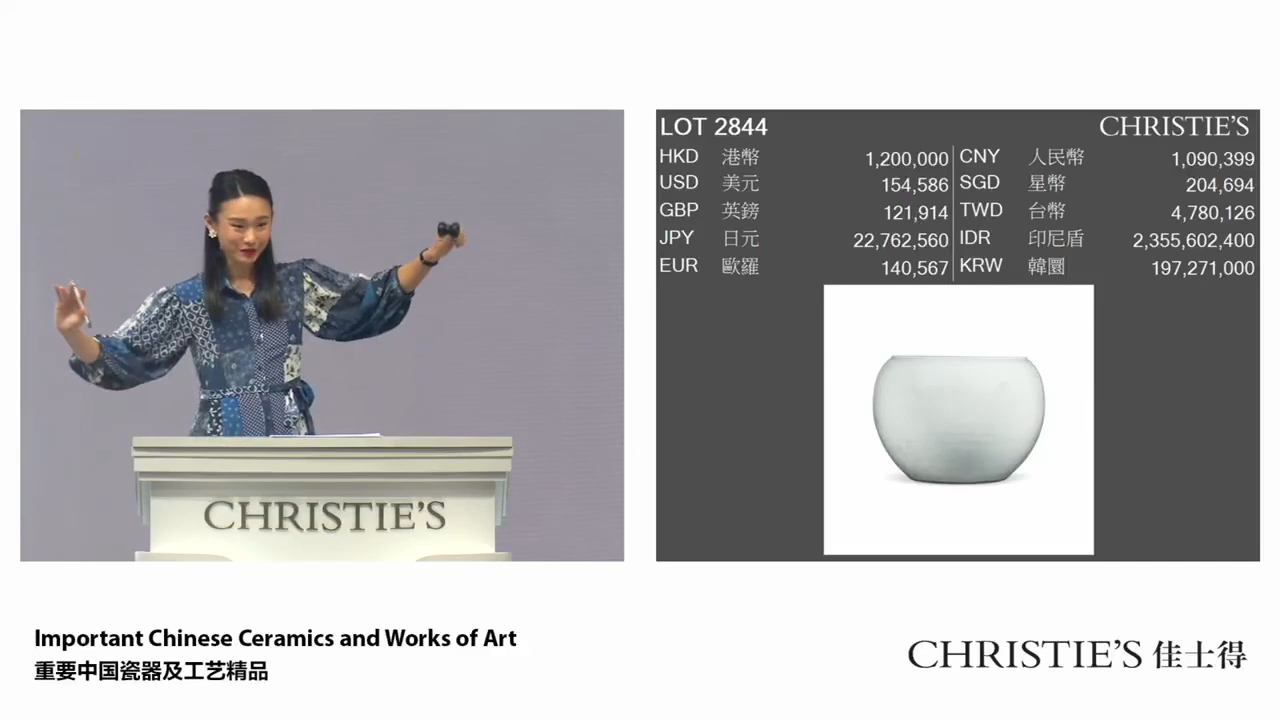 CHRISTIE'S
LOT 2844 CHRISTIE'S
HKD 港幣 1,200,000 CNY 人民幣 1,090,399
USD 美元 154,586 SGD 星幣 204,694
GBP 英鎊 121,914 TWD 台幣 4,780,126
JPY 日元 22,762,560 IDR 印尼盾 2,355,602,400
EUR 歐羅 140,567 KRW 韓圜 197,271,000
Important Chinese Ceramics and Works of Art
重要中国瓷器及工艺精品
CHRISTIE'S 佳士得